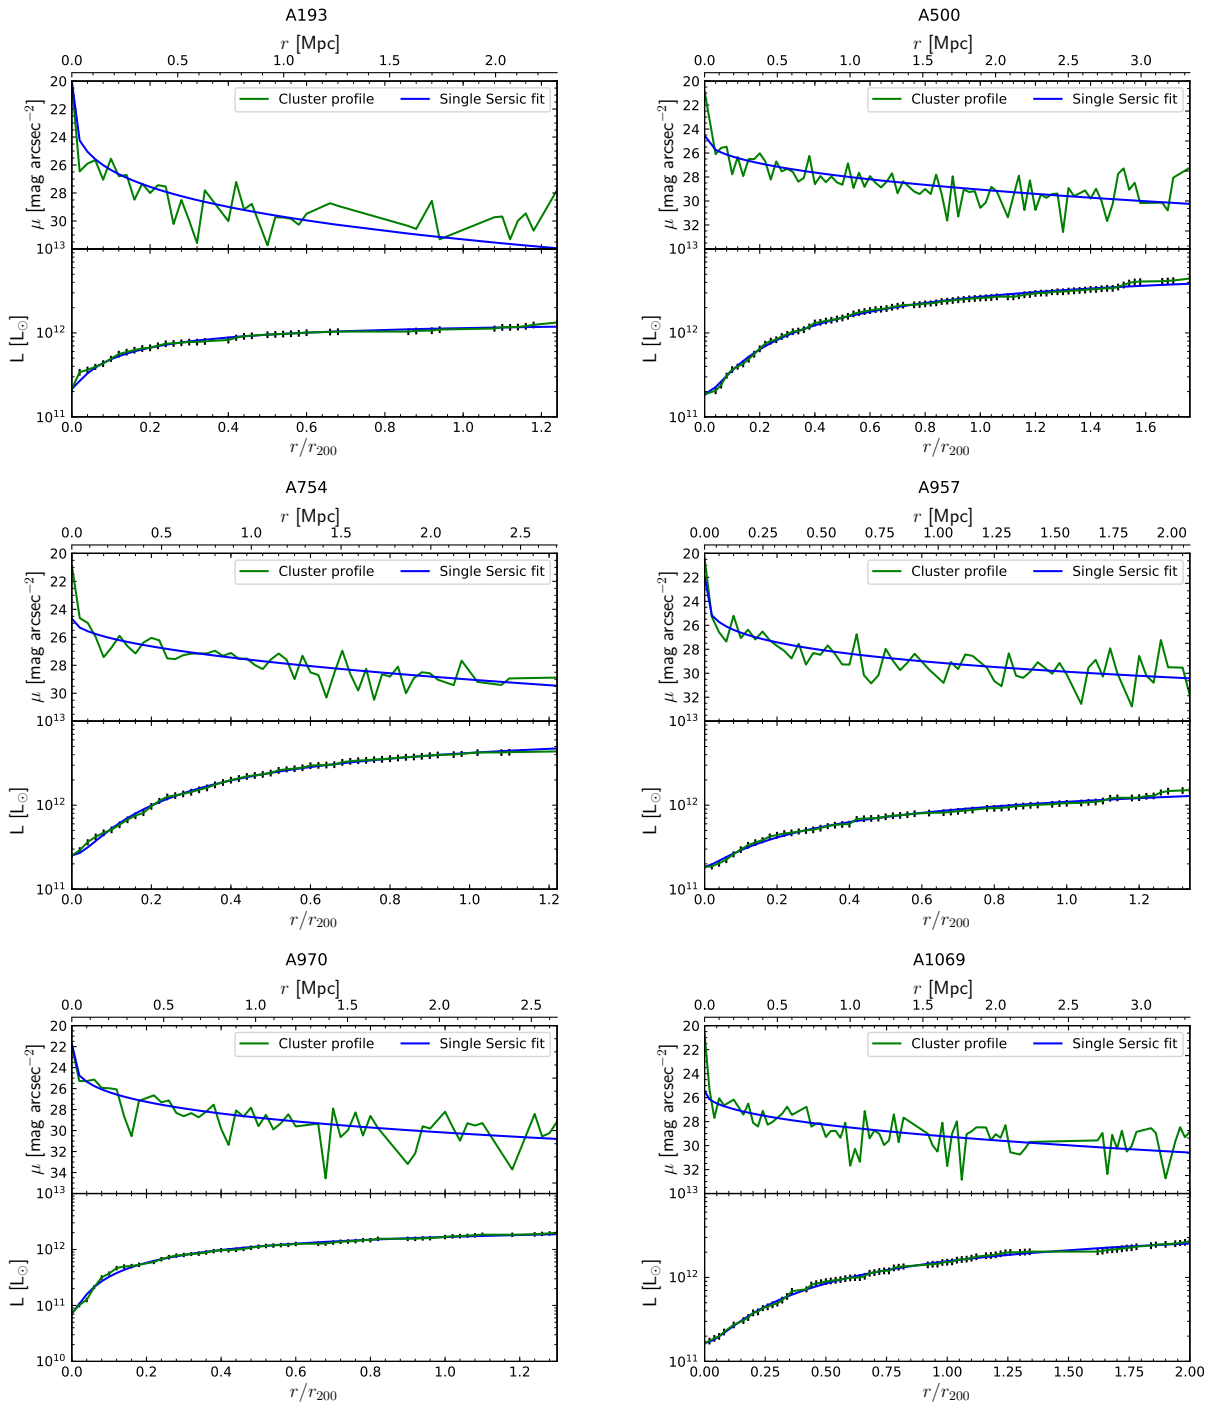 A193
r [Mpc]
0.0 0.5 1.0 1.5 2.0
20
22
24
26
28
30
μ [mag arcsec⁻²]
Cluster profile
Single Sersic fit
10¹³
10¹²
10¹¹
L [L☉]
0.0 0.2 0.4 0.6 0.8 1.0 1.2
r/r₂₀₀
A500
r [Mpc]
0.0 0.5 1.0 1.5 2.0 2.5 3.0
20
22
24
26
28
30
32
μ [mag arcsec⁻²]
Cluster profile
Single Sersic fit
10¹³
10¹²
10¹¹
L [L☉]
0.0 0.2 0.4 0.6 0.8 1.0 1.2 1.4 1.6
r/r₂₀₀
A754
r [Mpc]
0.0 0.5 1.0 1.5 2.0 2.5
20
22
24
26
28
30
μ [mag arcsec⁻²]
Cluster profile
Single Sersic fit
10¹³
10¹²
10¹¹
L [L☉]
0.0 0.2 0.4 0.6 0.8 1.0 1.2
r/r₂₀₀
A957
r [Mpc]
0.00 0.25 0.50 0.75 1.00 1.25 1.50 1.75 2.00
20
22
24
26
28
30
32
μ [mag arcsec⁻²]
Cluster profile
Single Sersic fit
10¹³
10¹²
10¹¹
L [L☉]
0.0 0.2 0.4 0.6 0.8 1.0 1.2
r/r₂₀₀
A970
r [Mpc]
0.0 0.5 1.0 1.5 2.0 2.5
20
22
24
26
28
30
32
34
μ [mag arcsec⁻²]
Cluster profile
Single Sersic fit
10¹³
10¹²
10¹¹
10¹⁰
L [L☉]
0.0 0.2 0.4 0.6 0.8 1.0 1.2
r/r₂₀₀
A1069
r [Mpc]
0.0 0.5 1.0 1.5 2.0 2.5 3.0
20
22
24
26
28
30
32
μ [mag arcsec⁻²]
Cluster profile
Single Sersic fit
10¹³
10¹²
10¹¹
L [L☉]
0.00 0.25 0.50 0.75 1.00 1.25 1.50 1.75 2.00
r/r₂₀₀